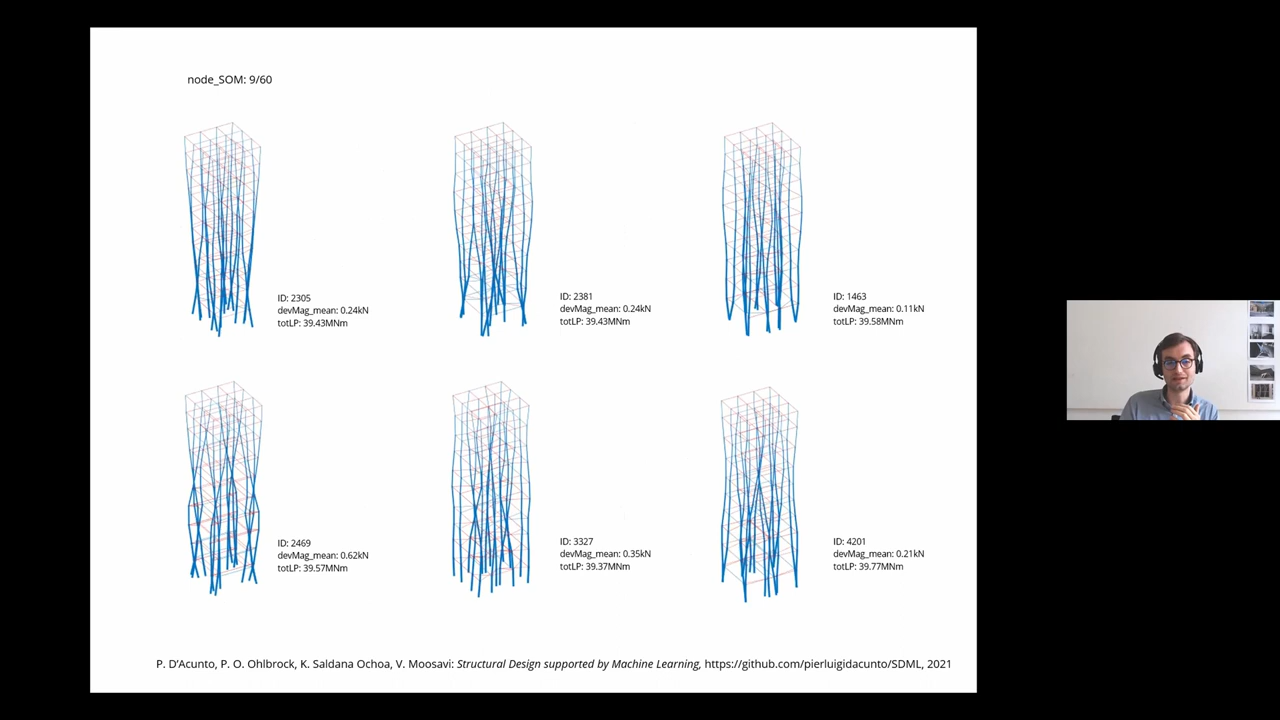 node_SOM: 9/60
ID: 2305
devMag_mean: 0.24kN
totLP: 39.43MNm
ID: 2381
devMag_mean: 0.24kN
totLP: 39.43MNm
ID: 1463
devMag_mean: 0.11kN
totLP: 39.58MNm
ID: 2469
devMag_mean: 0.62kN
totLP: 39.57MNm
ID: 3327
devMag_mean: 0.35kN
totLP: 39.37MNm
ID: 4201
devMag_mean: 0.21kN
totLP: 39.77MNm
P. D’Acunto, P. O. Ohlbrock, K. Saldana Ochoa, V. Moosavi: Structural Design supported by Machine Learning, https://github.com/pierluigidacunto/SDML, 2021